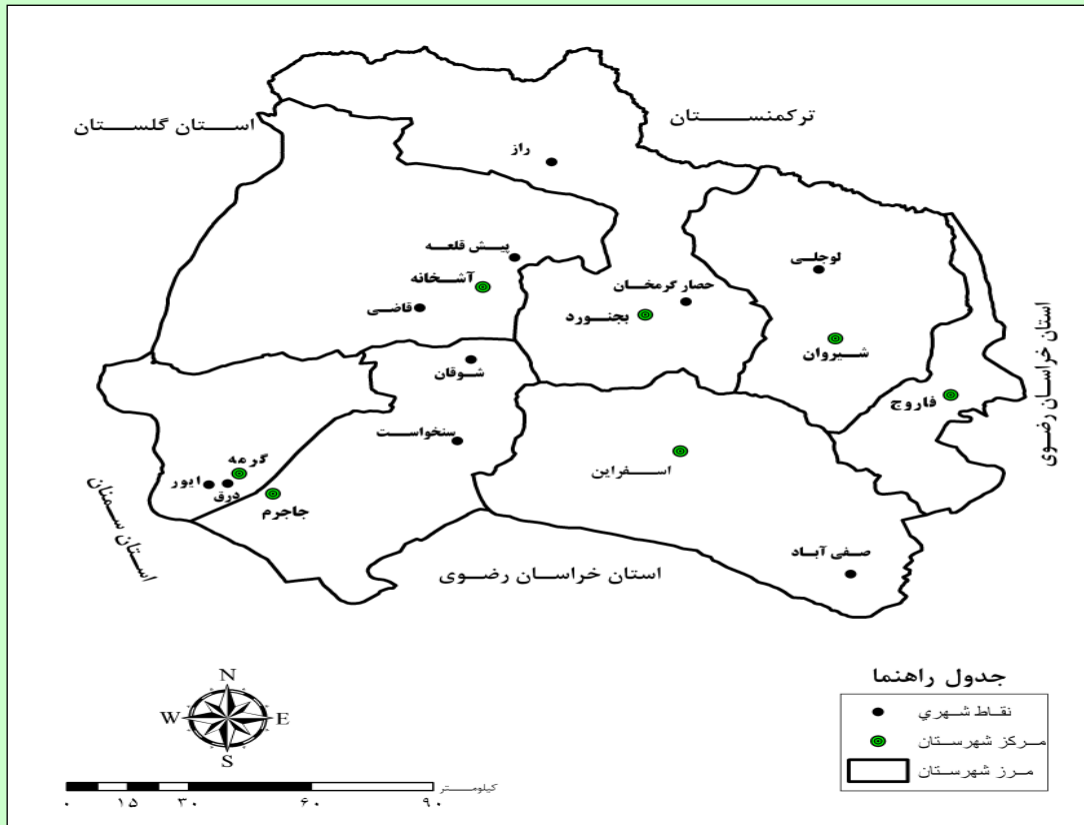 ترکمنستان
استان گلستان
راز
پیش قلعه
لوجلی
آشخانه
حصار گرمخان
قاضی
بجنورد
شیروان
استان خراسان رضوی
شوقان
فاروج
سنخواست
اسفراین
گرمه
ایور
درق
جاجرم
استان سمنان
صفی آباد
استان خراسان رضوی
جدول راهنما
نقاط شهري
مرکز شهرستان
مرز شهرستان
N
W E
S
کیلومتر
۰ ۱۵ ۳۰ ۶۰ ۹۰